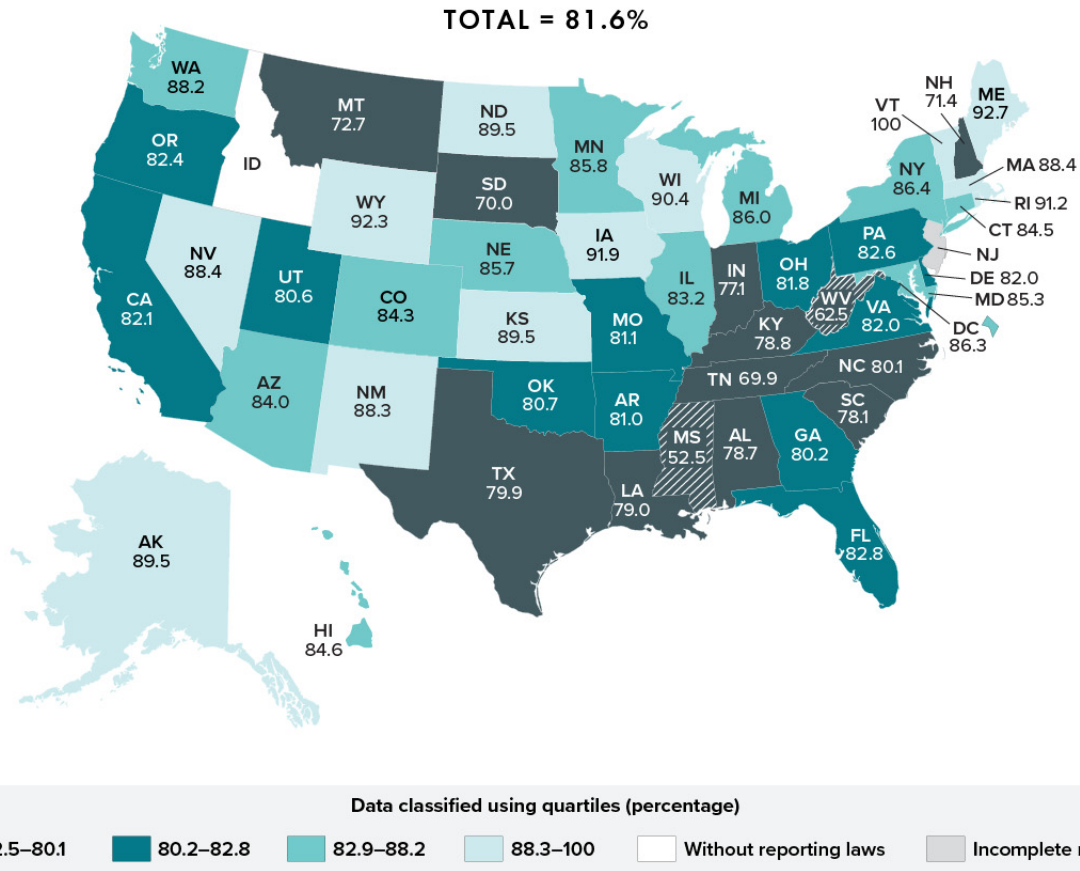 TOTAL = 81.6%
WA
88.2
OR
82.4
ID
MT
72.7
ND
89.5
MN
85.8
SD
70.0
WY
92.3
WI
90.4
MI
86.0
NY
86.4
VT
100
NH
71.4
ME
92.7
MA 88.4
RI 91.2
CT 84.5
NJ
DE 82.0
MD 85.3
DC
86.3
PA
82.6
NV
88.4
UT
80.6
CA
82.1
CO
84.3
NE
85.7
IA
91.9
IL
83.2
IN
77.1
OH
81.8
WV
62.5
VA
82.0
KS
89.5
MO
81.1
KY
78.8
NC 80.1
TN 69.9
SC
78.1
AZ
84.0
NM
88.3
OK
80.7
AR
81.0
MS
52.5
AL
78.7
GA
80.2
TX
79.9
LA
79.0
FL
82.8
AK
89.5
HI
84.6
Data classified using quartiles (percentage)
2.5–80.1
80.2–82.8
82.9–88.2
88.3–100
Without reporting laws
Incomplete